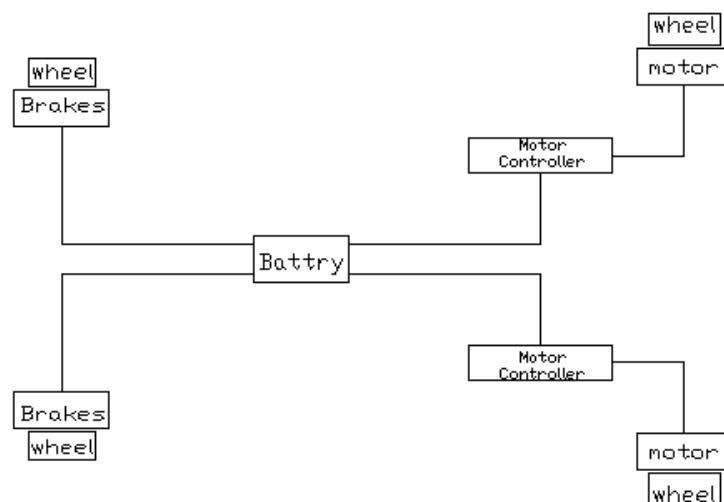 wheel
motor
wheel
Brakes
Motor
Controller
Battry
Motor
Controller
Brakes
wheel
motor
wheel